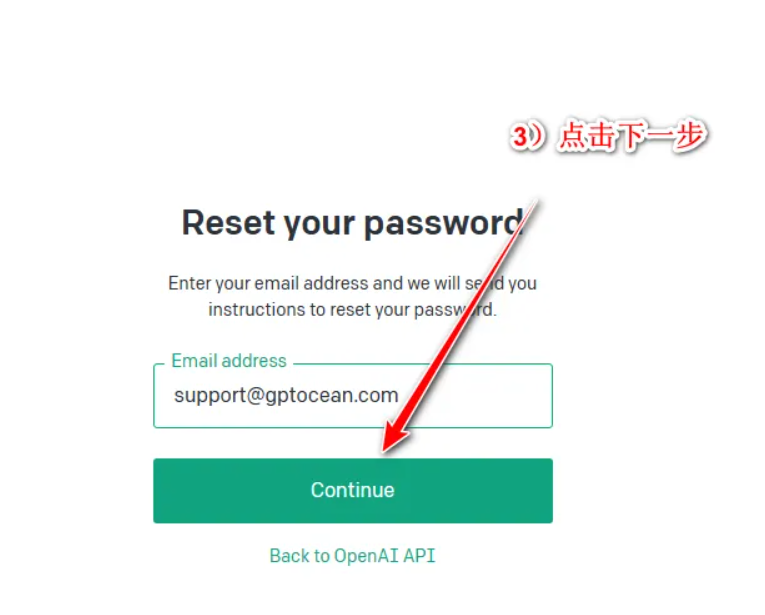 3）点击下一步
Reset your password
Enter your email address and we will send you
instructions to reset your password.
Email address
support@gptocean.com
Continue
Back to OpenAI API